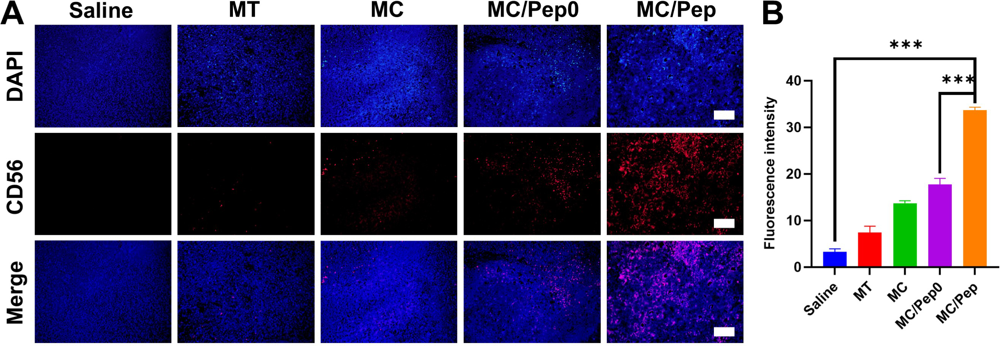 A
Saline MT MC MC/Pep0 MC/Pep
DAPI
CD56
Merge
B
***
***
Fluorescence intensity
40
30
20
10
0
Saline
MT
MC
MC/Pep0
MC/Pep